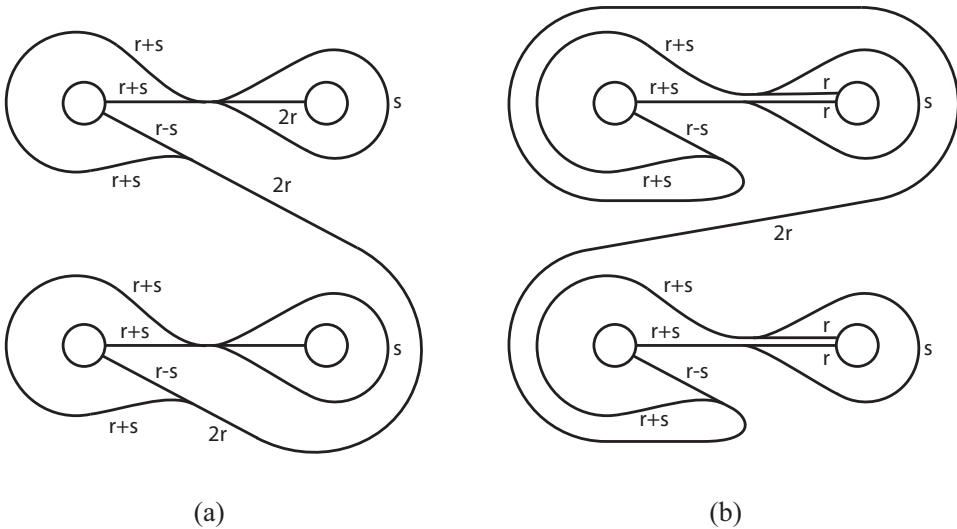 r+s r+s
r+s 2r s r+s r r s
r-s r-s
r+s 2r r+s
2r
r+s r+s
r+s s r+s r r s
r-s r-s
r+s 2r r+s
(a) (b)